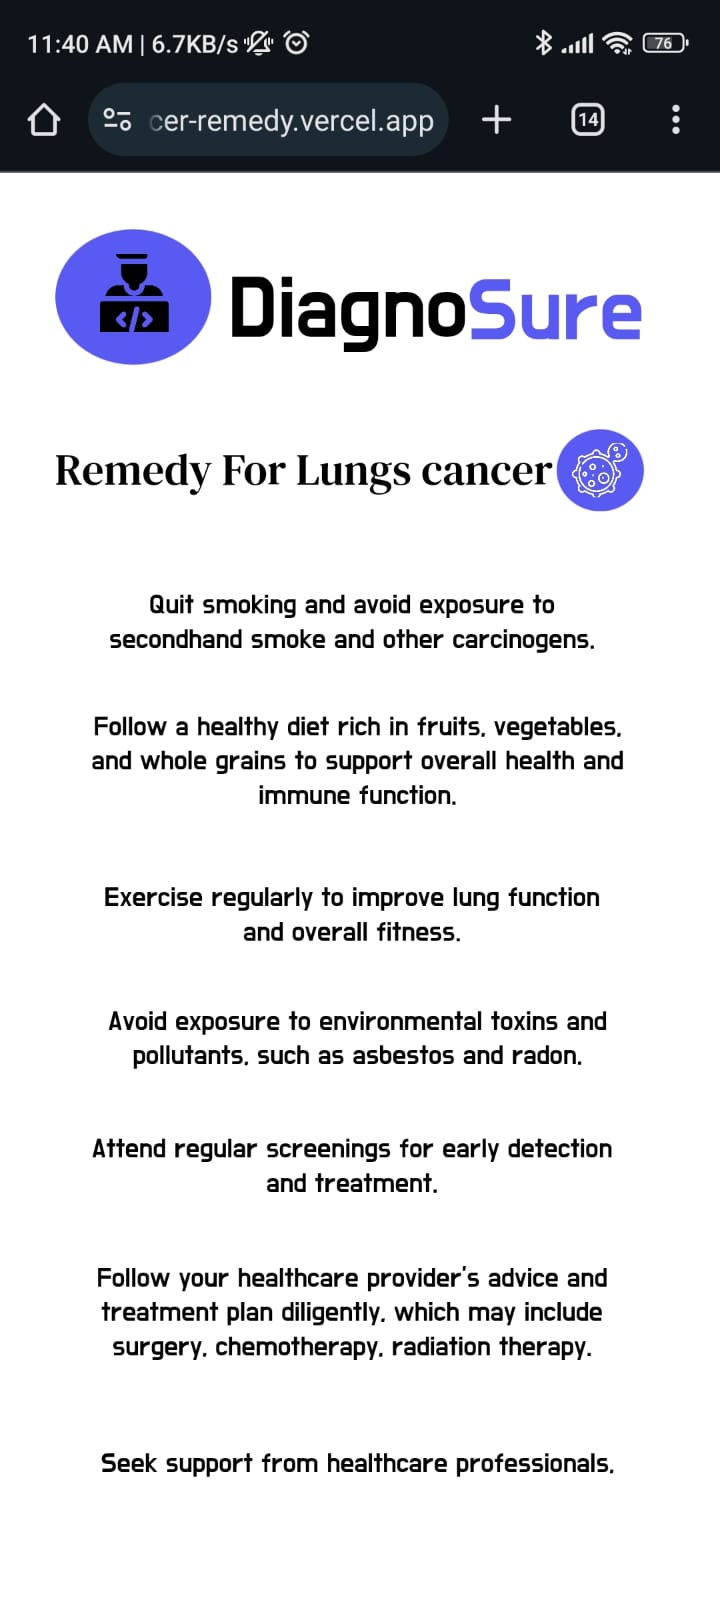 11:40 AM | 6.7KB/s
76
cer-remedy.vercel.app
14
</>
DiagnoSure
Remedy For Lungs cancer
Quit smoking and avoid exposure to
secondhand smoke and other carcinogens.
Follow a healthy diet rich in fruits, vegetables,
and whole grains to support overall health and
immune function.
Exercise regularly to improve lung function
and overall fitness.
Avoid exposure to environmental toxins and
pollutants, such as asbestos and radon.
Attend regular screenings for early detection
and treatment.
Follow your healthcare provider's advice and
treatment plan diligently, which may include
surgery, chemotherapy, radiation therapy.
Seek support from healthcare professionals.